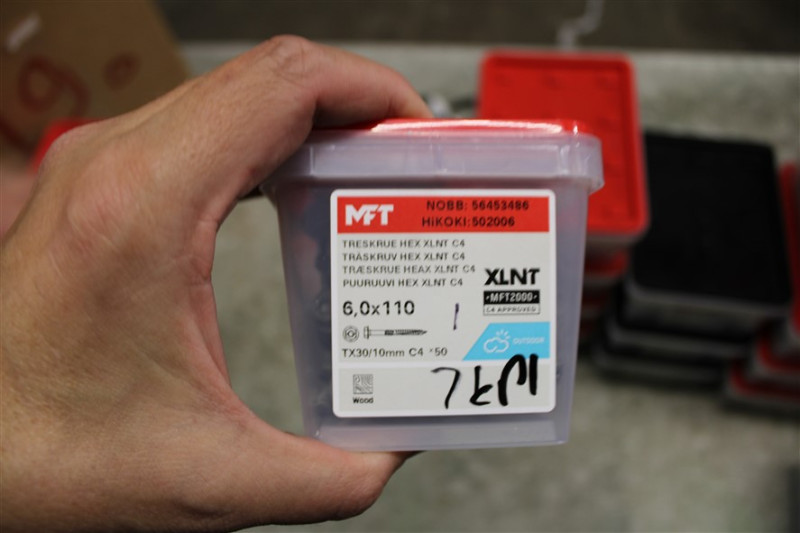 MFT
NOBB: 56453486
HiKOKI:502006
TRESKRUE HEX XLNT C4
TRÄSKRUV HEX XLNT C4
TRÆSKRUE HEAX XLNT C4
PUURUUVI HEX XLNT C4
6,0x110
XLNT
MFT2000
C4 APPROVED
OUTDOOR
TX30/10mm C4 *50
Wood